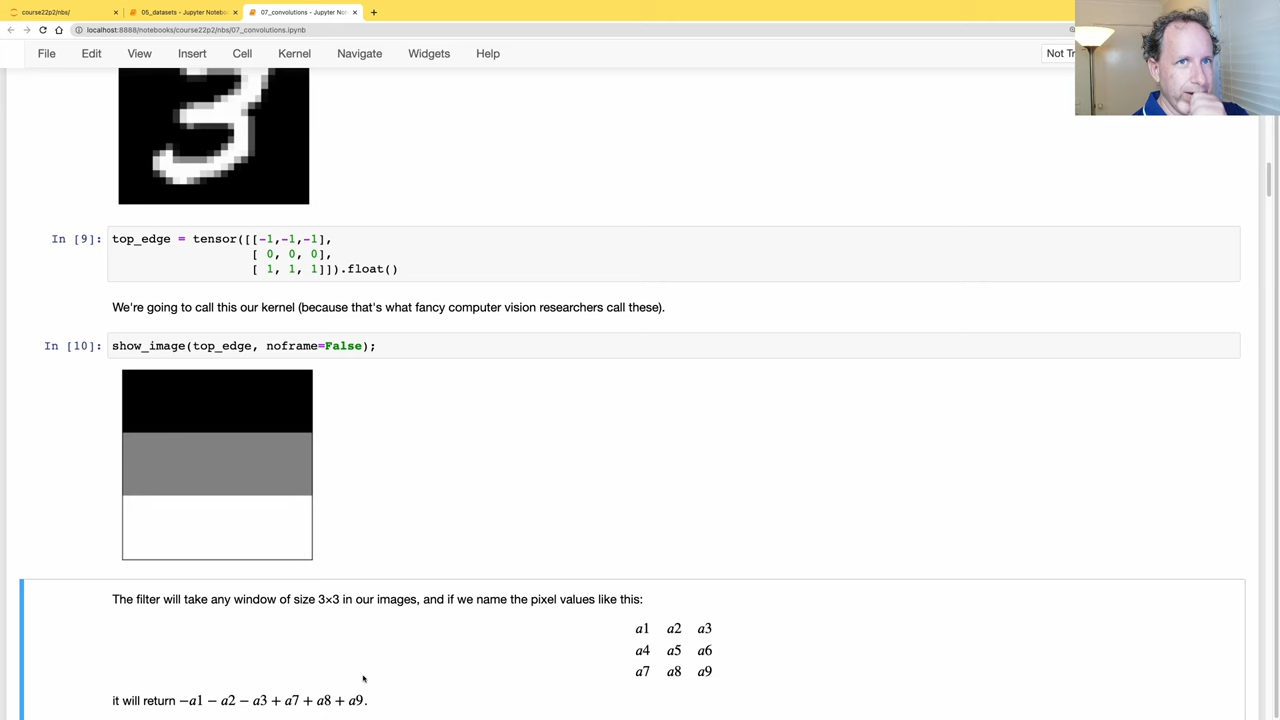 course22p2/nbs/
05_datasets - Jupyter Notebo
07_convolutions - Jupyter Not
localhost:8888/notebooks/course22p2/nbs/07_convolutions.ipynb
File Edit View Insert Cell Kernel Navigate Widgets Help Not Tr
In [9]: top_edge = tensor([[-1,-1,-1],
[ 0, 0, 0],
[ 1, 1, 1]]).float()
We're going to call this our kernel (because that's what fancy computer vision researchers call these).
In [10]: show_image(top_edge, noframe=False);
The filter will take any window of size 3×3 in our images, and if we name the pixel values like this:
a1 a2 a3
a4 a5 a6
a7 a8 a9
it will return −a1 − a2 − a3 + a7 + a8 + a9.